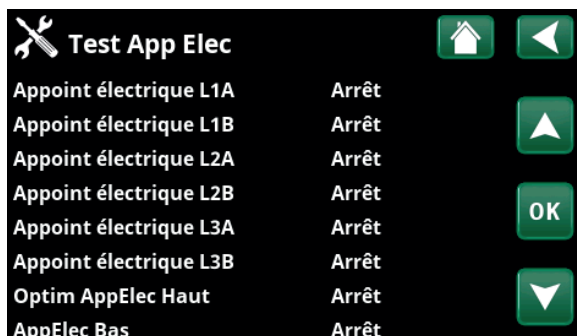 Test App Elec
Appoint électrique L1A Arrêt
Appoint électrique L1B Arrêt
Appoint électrique L2A Arrêt
Appoint électrique L2B Arrêt
Appoint électrique L3A Arrêt
Appoint électrique L3B Arrêt
OK
Optim AppElec Haut Arrêt
AppElec Bas Arrêt